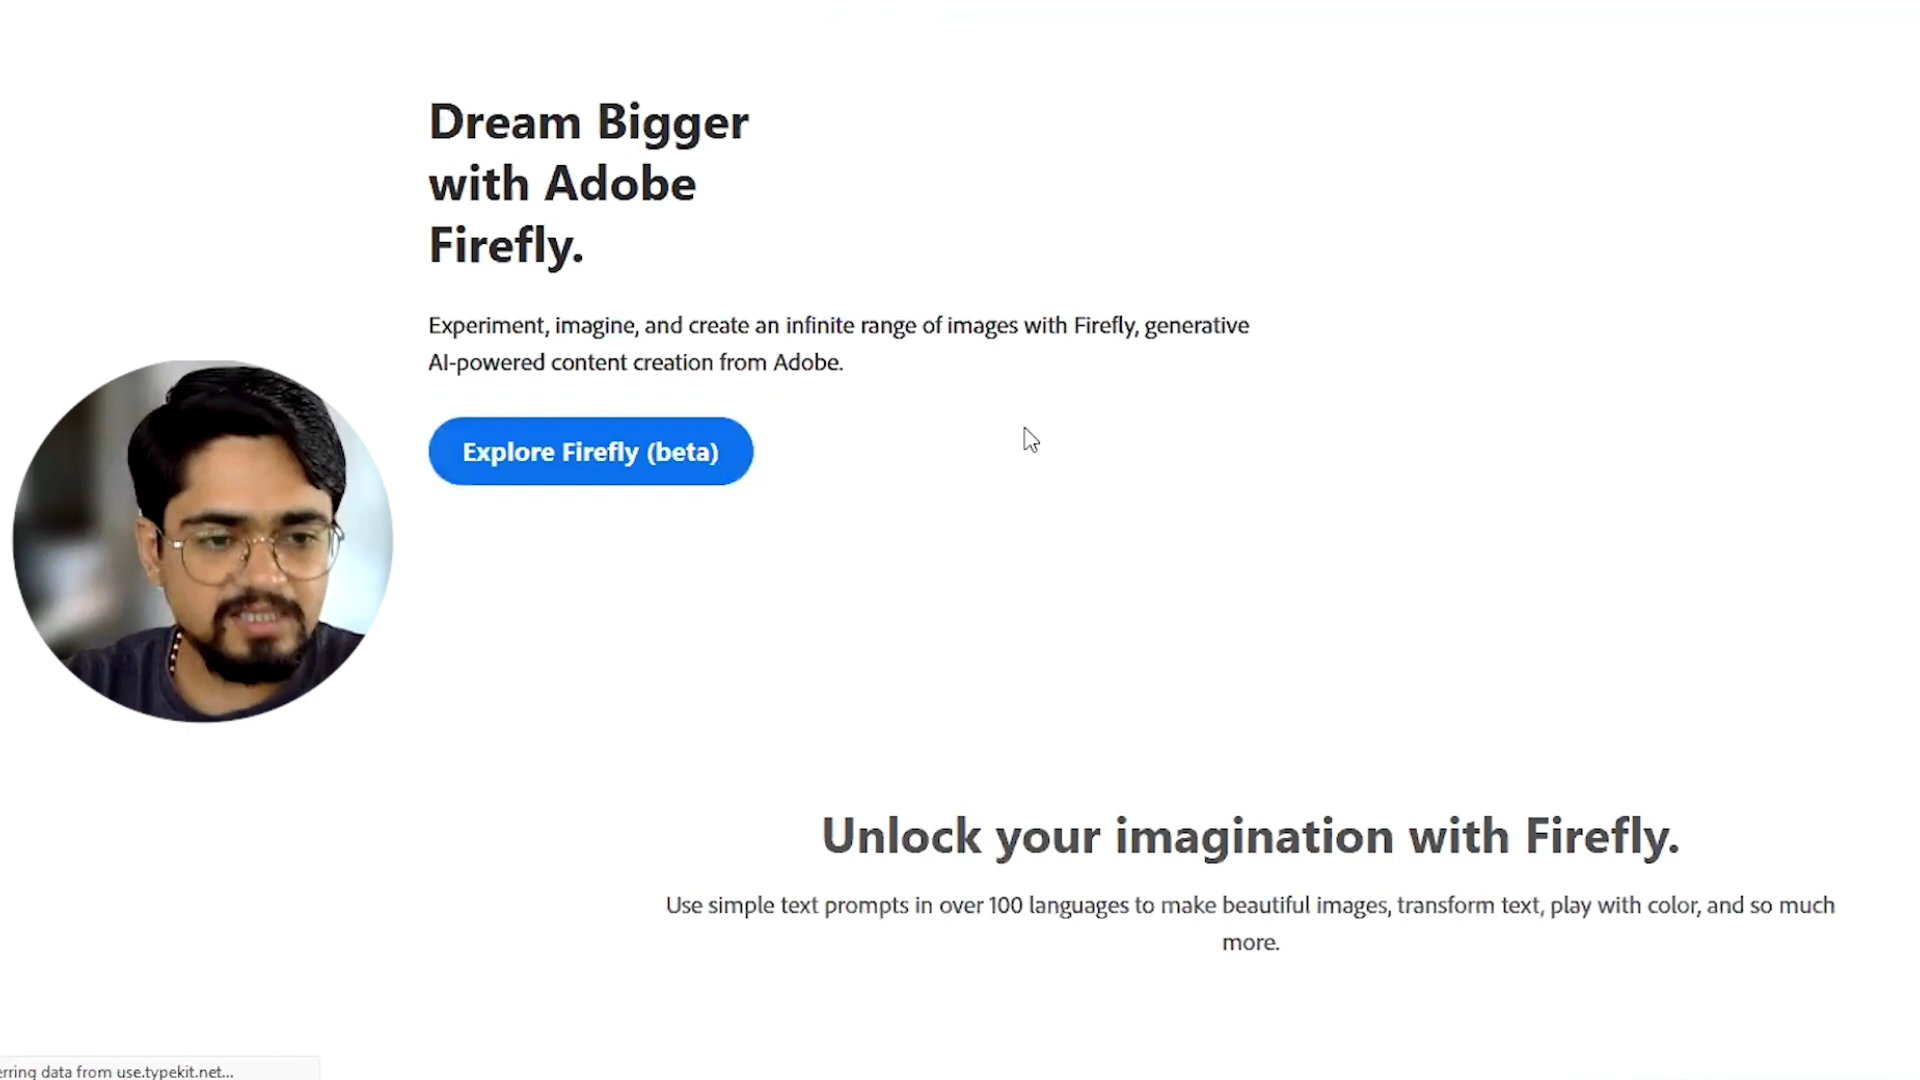 Dream Bigger
with Adobe
Firefly.
Experiment, imagine, and create an infinite range of images with Firefly, generative
AI-powered content creation from Adobe.
Explore Firefly (beta)
Unlock your imagination with Firefly.
Use simple text prompts in over 100 languages to make beautiful images, transform text, play with color, and so much
more.
erring data from use.typekit.net...